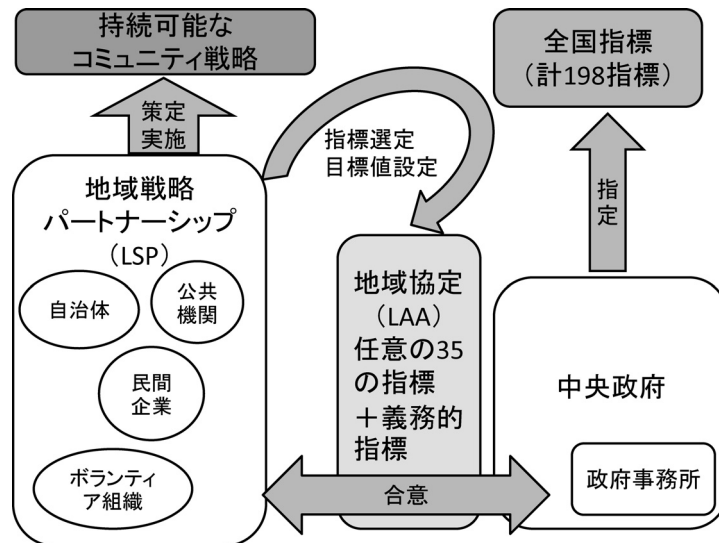 持続可能な
コミュニティ戦略
全国指標
（計198指標）
策定
実施
指標選定
目標値設定
指定
地域戦略
パートナーシップ
（LSP）
自治体
公共
機関
民間
企業
ボランティ
ア組織
地域協定
（LAA）
任意の35
の指標
＋義務的
指標
合意
中央政府
政府事務所